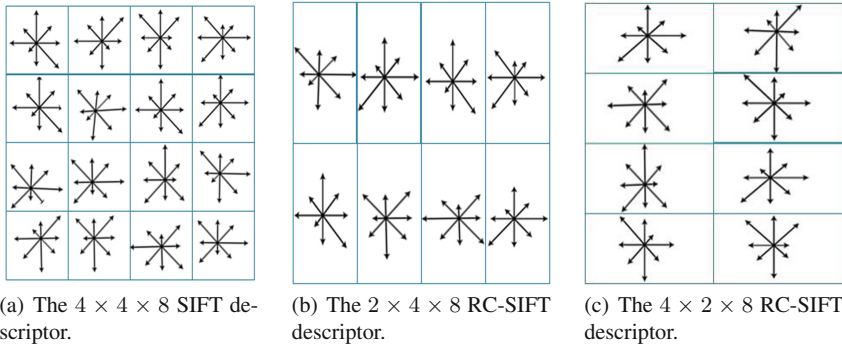 (a) The 4 × 4 × 8 SIFT de-
scriptor.
(b) The 2 × 4 × 8 RC-SIFT
descriptor.
(c) The 4 × 2 × 8 RC-SIFT
descriptor.